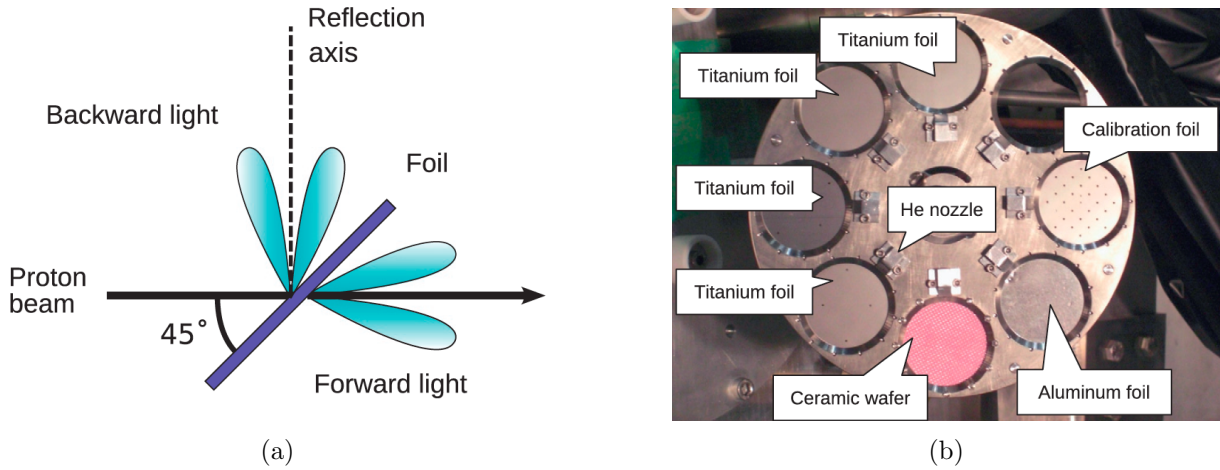 Reflection
axis
Backward light
Foil
Proton
beam
45°
Forward light
(a)
Titanium foil
Titanium foil
Calibration foil
Titanium foil
He nozzle
Titanium foil
Ceramic wafer
Aluminum foil
(b)